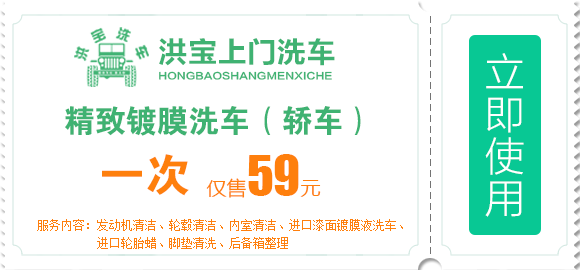 洪宝洗车
洪宝上门洗车
HONGBAOSHANGMENXICHE
精致镀膜洗车（轿车）
一次 仅售59元
服务内容：发动机清洁、轮毂清洁、内室清洁、进口漆面镀膜液洗车、
进口轮胎蜡、脚垫清洗、后备箱整理
立即使用